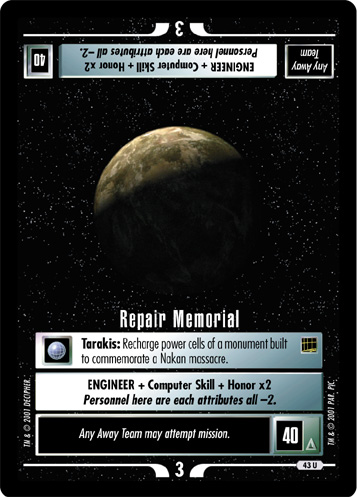 3
ENGINEER + Computer Skill + Honor x2
Personnel here are each attributes all –2.
40
Any Away
Team
Repair Memorial
Tarakis: Recharge power cells of a monument built
to commemorate a Nakan massacre.
ENGINEER + Computer Skill + Honor x2
Personnel here are each attributes all –2.
Any Away Team may attempt mission.
40
TM & © 2001 DECIPHER.
TM & © 2001 PAR. PIC.
3
43 U